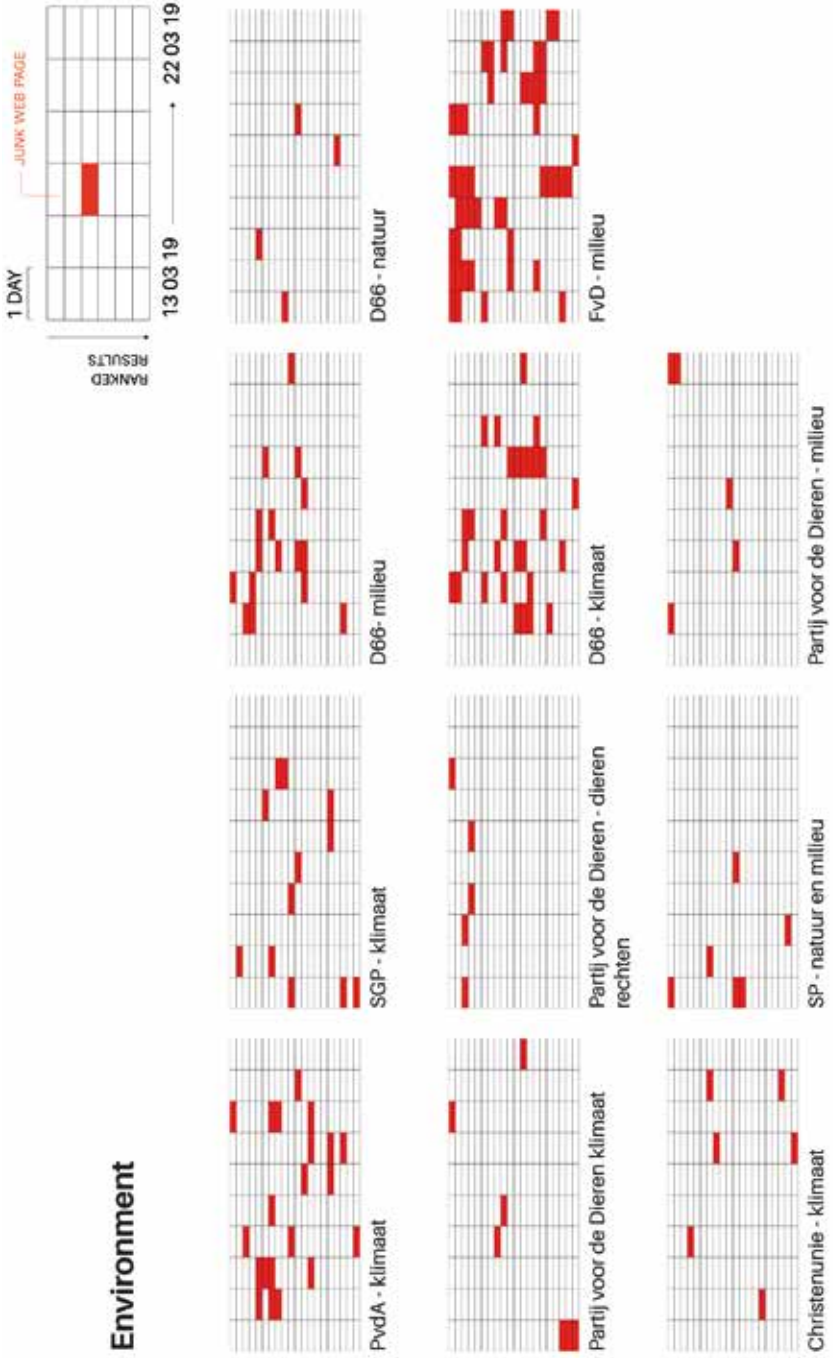 Environment
1 DAY
JUNK WEB PAGE
RANKED
RESULTS
13 03 19
22 03 19
PvdA - klimaat
SGP - klimaat
D66- milieu
D66 - natuur
Partij voor de Dieren klimaat
Partij voor de Dieren - dieren
rechten
D66 - klimaat
FvD - milieu
Christenunie - klimaat
SP - natuur en milieu
Partij voor de Dieren - milieu